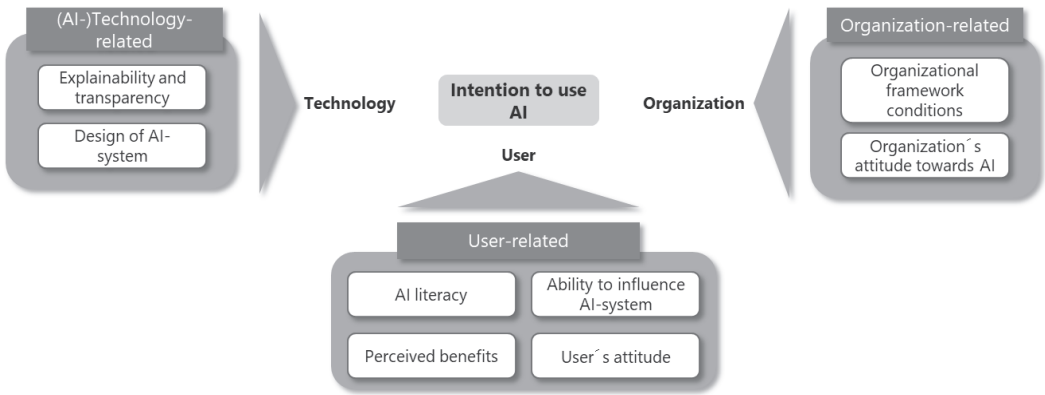 (AI-)Technology-
related
Explainability and
transparency
Design of AI-
system
Technology
Intention to use
AI
User
Organization
Organization-related
Organizational
framework
conditions
Organization´s
attitude towards AI
User-related
AI literacy
Ability to influence
AI-system
Perceived benefits
User´s attitude